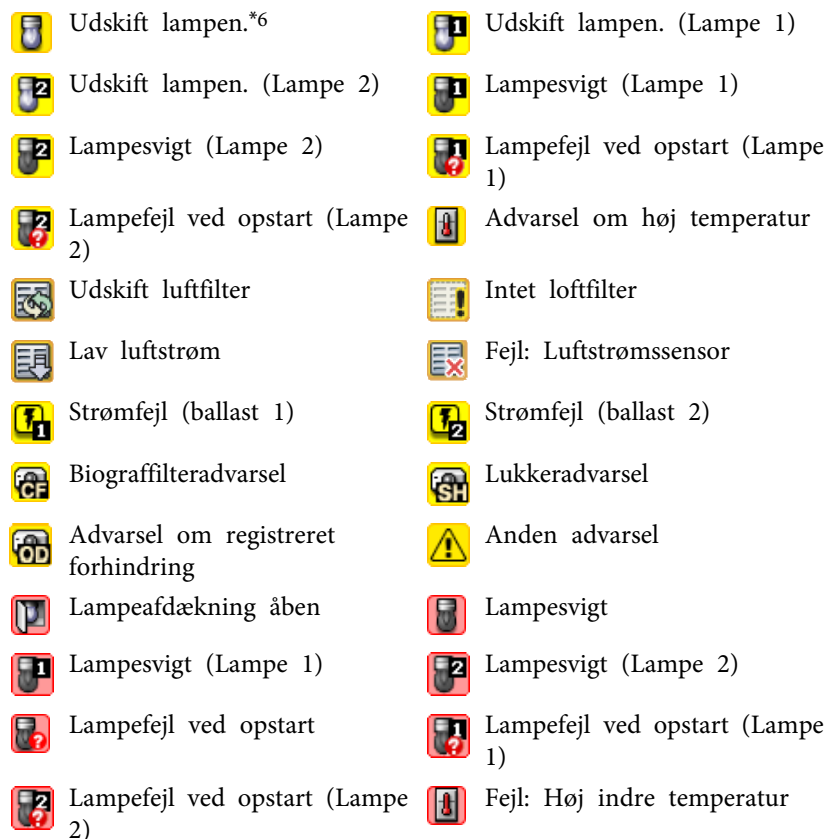 Udskift lampen.*6
Udskift lampen. (Lampe 1)
Udskift lampen. (Lampe 2)
Lampesvigt (Lampe 1)
Lampesvigt (Lampe 2)
Lampefejl ved opstart (Lampe
1)
Lampefejl ved opstart (Lampe
2)
Advarsel om høj temperatur
Udskift luftfilter
Intet loftfilter
Lav luftstrøm
Fejl: Luftstrømssensor
Strømfejl (ballast 1)
Strømfejl (ballast 2)
Biograffilteradvarsel
Lukkeradvarsel
Advarsel om registreret
forhindring
Anden advarsel
Lampeafdækning åben
Lampesvigt
Lampesvigt (Lampe 1)
Lampesvigt (Lampe 2)
Lampefejl ved opstart
Lampefejl ved opstart (Lampe
1)
Lampefejl ved opstart (Lampe
2)
Fejl: Høj indre temperatur